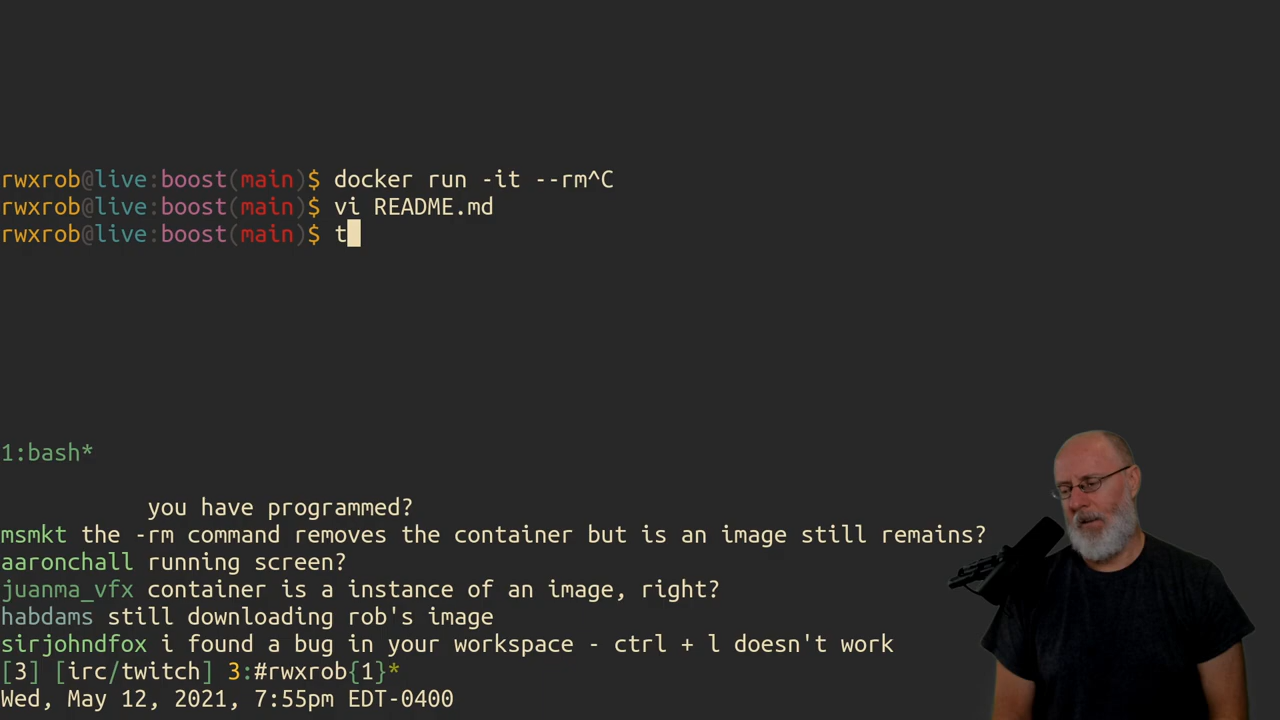 rwxrob@live:boost(main)$ docker run -it --rm^C
rwxrob@live:boost(main)$ vi README.md
rwxrob@live:boost(main)$ t
1:bash*
you have programmed?
msmkt the -rm command removes the container but is an image still remains?
aaronchall running screen?
juanma_vfx container is a instance of an image, right?
habdams still downloading rob's image
sirjohndfox i found a bug in your workspace - ctrl + l doesn't work
[3] [irc/twitch] 3:#rwxrob{1}*
Wed, May 12, 2021, 7:55pm EDT-0400